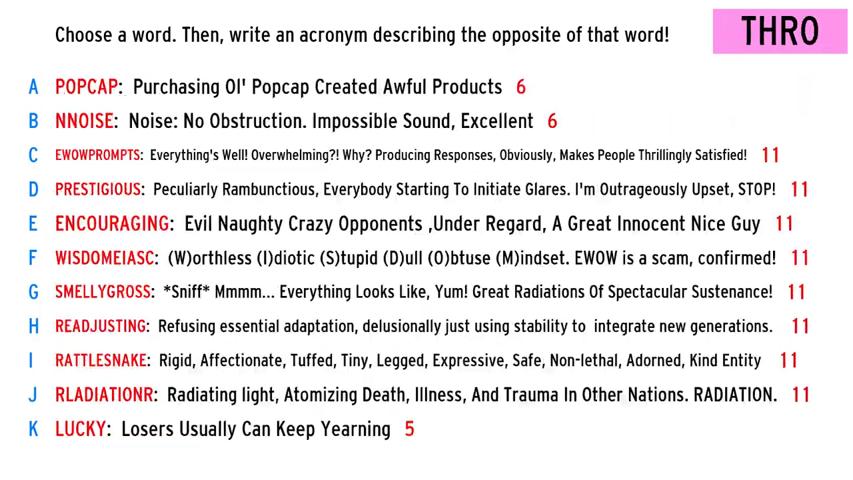 Choose a word. Then, write an acronym describing the opposite of that word!
THRO
A POPCAP: Purchasing Ol' Popcap Created Awful Products 6
B NNOISE: Noise: No Obstruction. Impossible Sound, Excellent 6
C EWOWPROMPTS: Everything's Well! Overwhelming?! Why? Producing Responses, Obviously, Makes People Thrillingly Satisfied! 11
D PRESTIGIOUS: Peculiarly Rambunctious, Everybody Starting To Initiate Glares. I'm Outrageously Upset, STOP! 11
E ENCOURAGING: Evil Naughty Crazy Opponents ,Under Regard, A Great Innocent Nice Guy 11
F WISDOMEIASC: (W)orthless (I)diotic (S)tupid (D)ull (O)btuse (M)indset. EWOW is a scam, confirmed! 11
G SMELLYGROSS: *Sniff* Mmmm... Everything Looks Like, Yum! Great Radiations Of Spectacular Sustenance! 11
H READJUSTING: Refusing essential adaptation, delusionally just using stability to integrate new generations. 11
I RATTLESNAKE: Rigid, Affectionate, Tuffed, Tiny, Legged, Expressive, Safe, Non-lethal, Adorned, Kind Entity 11
J RLADIATIONR: Radiating light, Atomizing Death, Illness, And Trauma In Other Nations. RADIATION. 11
K LUCKY: Losers Usually Can Keep Yearning 5